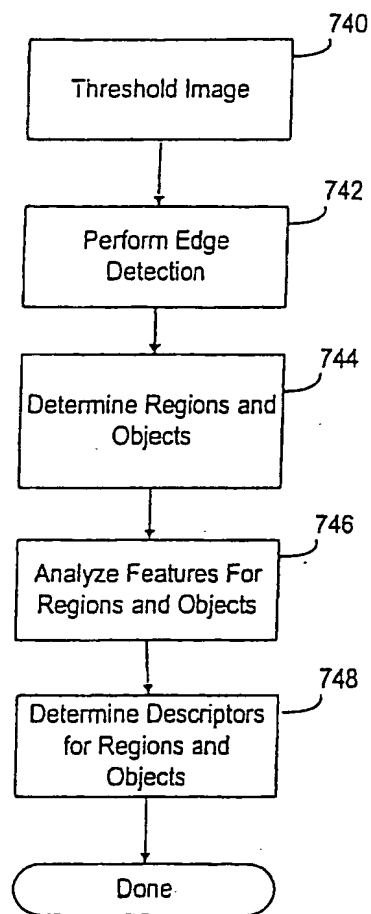 740
Threshold Image
742
Perform Edge
Detection
744
Determine Regions and
Objects
746
Analyze Features For
Regions and Objects
748
Determine Descriptors
for Regions and
Objects
Done